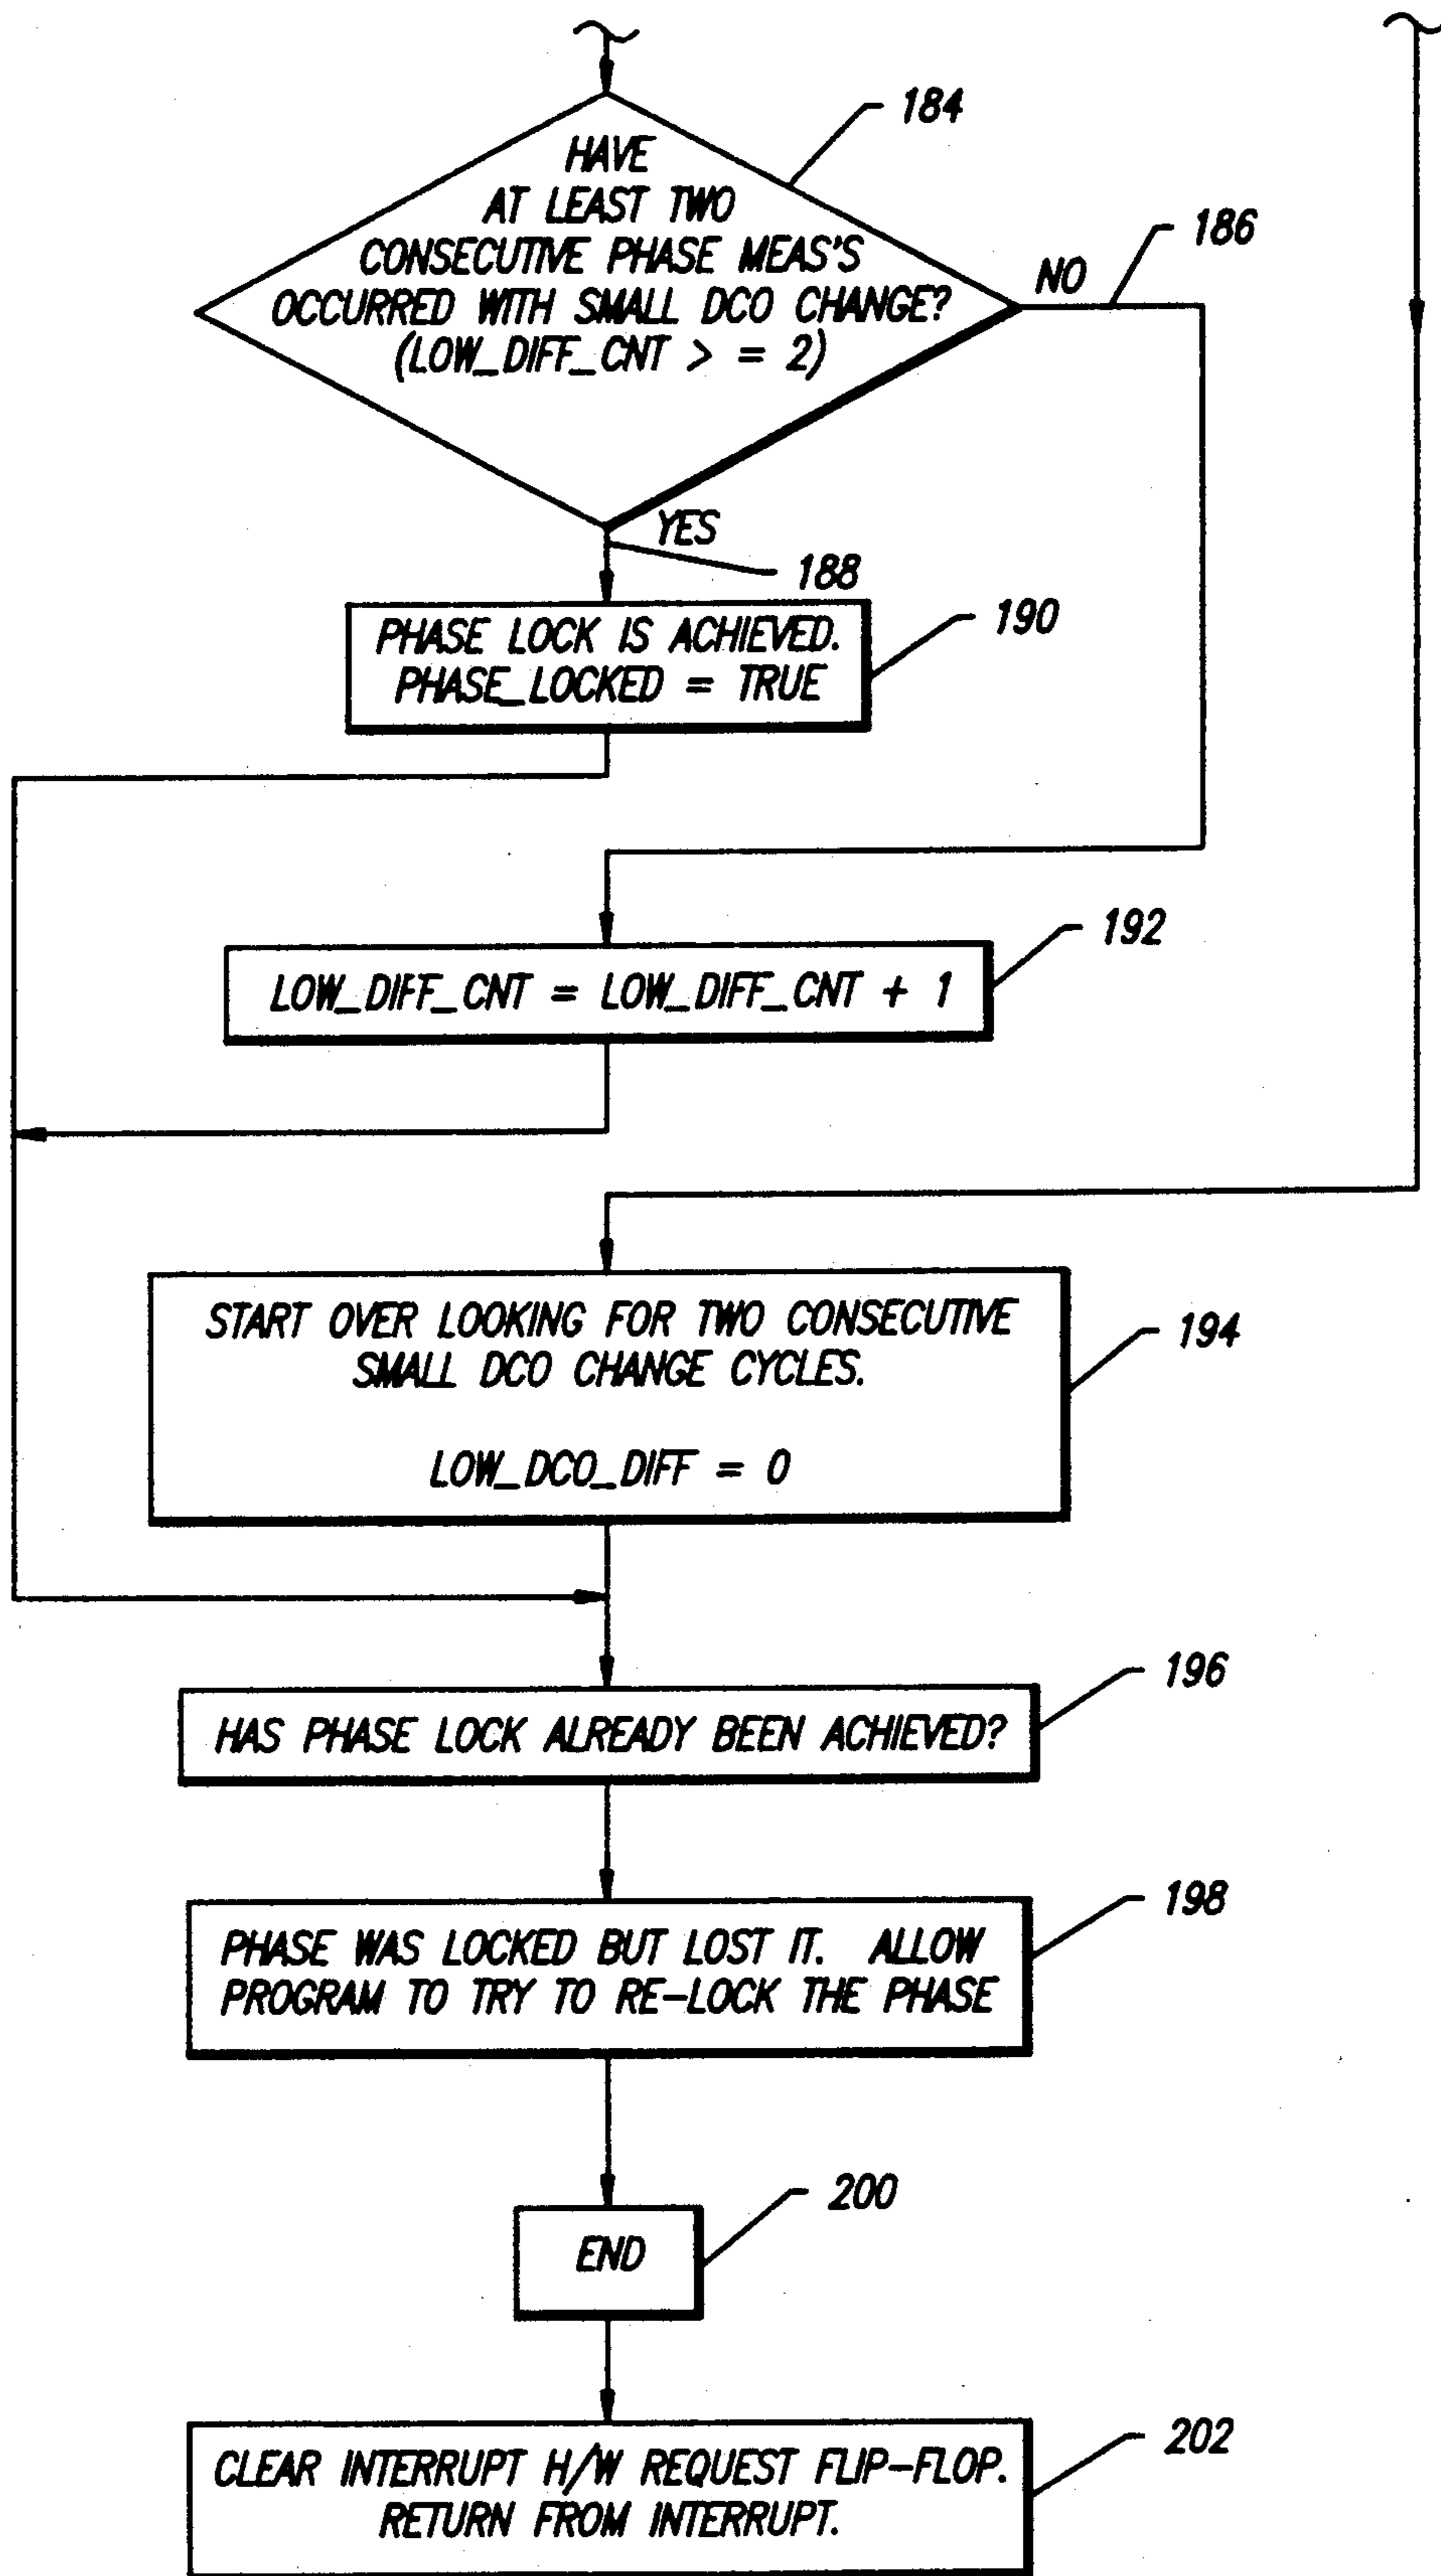 184
HAVE
AT LEAST TWO
CONSECUTIVE PHASE MEAS'S
OCCURRED WITH SMALL DCO CHANGE?
(LOW_DIFF_CNT > = 2)
NO
186
YES
188
PHASE LOCK IS ACHIEVED.
PHASE_LOCKED = TRUE
190
LOW_DIFF_CNT = LOW_DIFF_CNT + 1
192
START OVER LOOKING FOR TWO CONSECUTIVE
SMALL DCO CHANGE CYCLES.
LOW_DCO_DIFF = 0
194
HAS PHASE LOCK ALREADY BEEN ACHIEVED?
196
PHASE WAS LOCKED BUT LOST IT. ALLOW
PROGRAM TO TRY TO RE-LOCK THE PHASE
198
END
200
CLEAR INTERRUPT H/W REQUEST FLIP-FLOP.
RETURN FROM INTERRUPT.
202